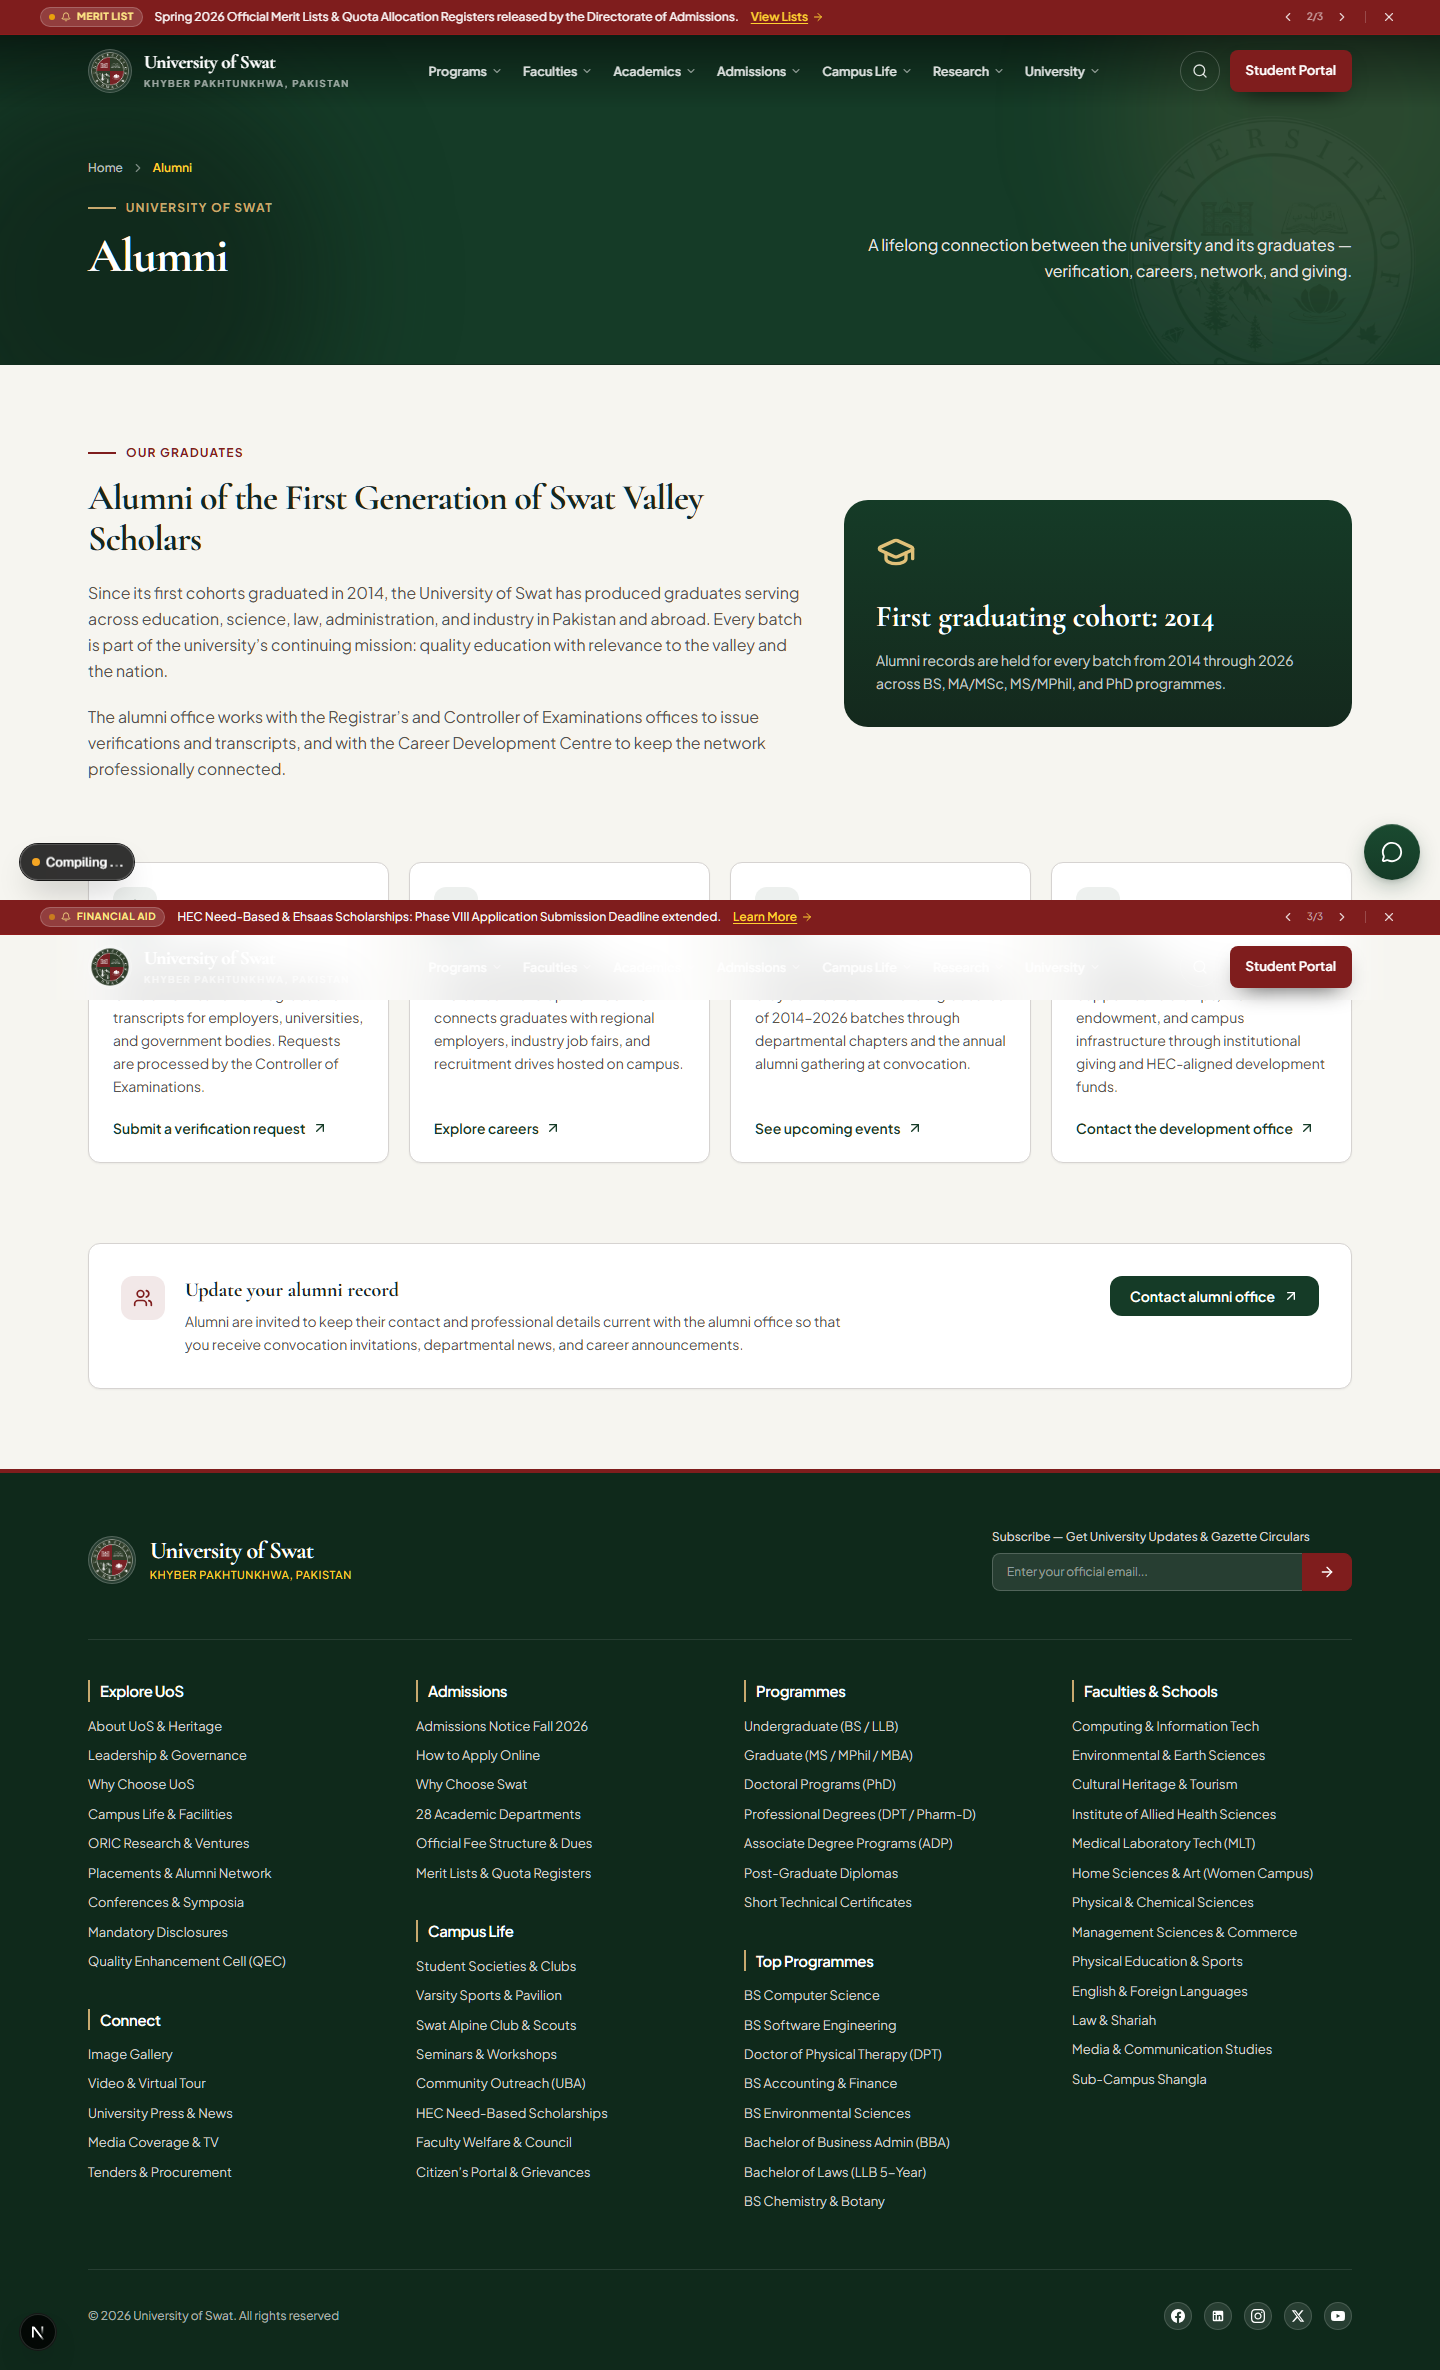 MERIT LIST Spring 2026 Official Merit Lists & Quota Allocation Registers released by the Directorate of Admissions. View Lists 2/3
University of Swat
KHYBER PAKHTUNKHWA, PAKISTAN
Programs Faculties Academics Admissions Campus Life Research University
Student Portal
Home Alumni
UNIVERSITY OF SWAT
Alumni
A lifelong connection between the university and its graduates —
verification, careers, network, and giving.
OUR GRADUATES
Alumni of the First Generation of Swat Valley
Scholars
Since its first cohorts graduated in 2014, the University of Swat has produced graduates serving
across education, science, law, administration, and industry in Pakistan and abroad. Every batch
is part of the university’s continuing mission: quality education with relevance to the valley and
the nation.
The alumni office works with the Registrar’s and Controller of Examinations offices to issue
verifications and transcripts, and with the Career Development Centre to keep the network
professionally connected.
First graduating cohort: 2014
Alumni records are held for every batch from 2014 through 2026
across BS, MA/MSc, MS/MPhil, and PhD programmes.
Compiling ...
FINANCIAL AID HEC Need-Based & Ehsaas Scholarships: Phase VIII Application Submission Deadline extended. Learn More 3/3
University of Swat
KHYBER PAKHTUNKHWA, PAKISTAN
Programs Faculties Admissions Campus Life University
Student Portal
transcripts for employers, universities,
and government bodies. Requests
are processed by the Controller of
Examinations.
Submit a verification request
connects graduates with regional
employers, industry job fairs, and
recruitment drives hosted on campus.
Explore careers
of 2014–2026 batches through
departmental chapters and the annual
alumni gathering at convocation.
See upcoming events
endowment, and campus
infrastructure through institutional
giving and HEC-aligned development
funds.
Contact the development office
Update your alumni record
Alumni are invited to keep their contact and professional details current with the alumni office so that
you receive convocation invitations, departmental news, and career announcements.
Contact alumni office
University of Swat
KHYBER PAKHTUNKHWA, PAKISTAN
Subscribe — Get University Updates & Gazette Circulars
Enter your official email...
Explore UoS
About UoS & Heritage
Leadership & Governance
Why Choose UoS
Campus Life & Facilities
ORIC Research & Ventures
Placements & Alumni Network
Conferences & Symposia
Mandatory Disclosures
Quality Enhancement Cell (QEC)
Connect
Image Gallery
Video & Virtual Tour
University Press & News
Media Coverage & TV
Tenders & Procurement
Admissions
Admissions Notice Fall 2026
How to Apply Online
Why Choose Swat
28 Academic Departments
Official Fee Structure & Dues
Merit Lists & Quota Registers
Campus Life
Student Societies & Clubs
Varsity Sports & Pavilion
Swat Alpine Club & Scouts
Seminars & Workshops
Community Outreach (UBA)
HEC Need-Based Scholarships
Faculty Welfare & Council
Citizen's Portal & Grievances
Programmes
Undergraduate (BS / LLB)
Graduate (MS / MPhil / MBA)
Doctoral Programs (PhD)
Professional Degrees (DPT / Pharm-D)
Associate Degree Programs (ADP)
Post-Graduate Diplomas
Short Technical Certificates
Top Programmes
BS Computer Science
BS Software Engineering
Doctor of Physical Therapy (DPT)
BS Accounting & Finance
BS Environmental Sciences
Bachelor of Business Admin (BBA)
Bachelor of Laws (LLB 5-Year)
BS Chemistry & Botany
Faculties & Schools
Computing & Information Tech
Environmental & Earth Sciences
Cultural Heritage & Tourism
Institute of Allied Health Sciences
Medical Laboratory Tech (MLT)
Home Sciences & Art (Women Campus)
Physical & Chemical Sciences
Management Sciences & Commerce
Physical Education & Sports
English & Foreign Languages
Law & Shariah
Media & Communication Studies
Sub-Campus Shangla
© 2026 University of Swat. All rights reserved